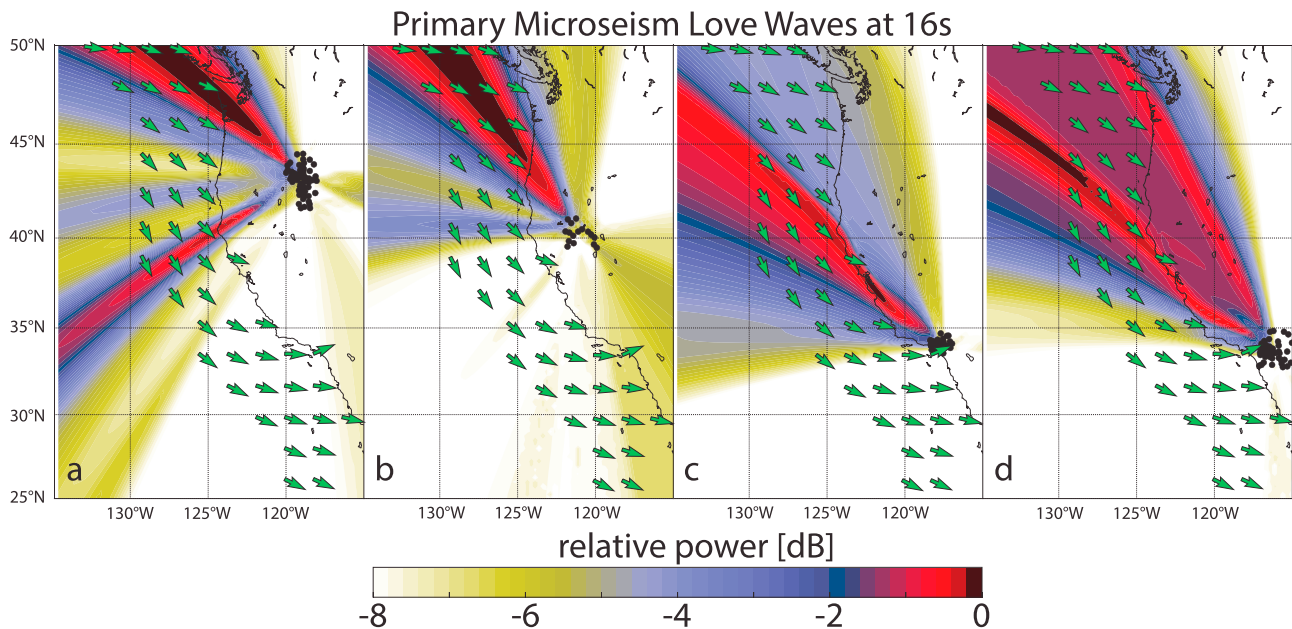 Primary Microseism Love Waves at 16s
50°N
45°N
40°N
35°N
30°N
25°N
a b c d
130°W 125°W 120°W 130°W 125°W 120°W 130°W 125°W 120°W 130°W 125°W 120°W
relative power [dB]
-8 -6 -4 -2 0